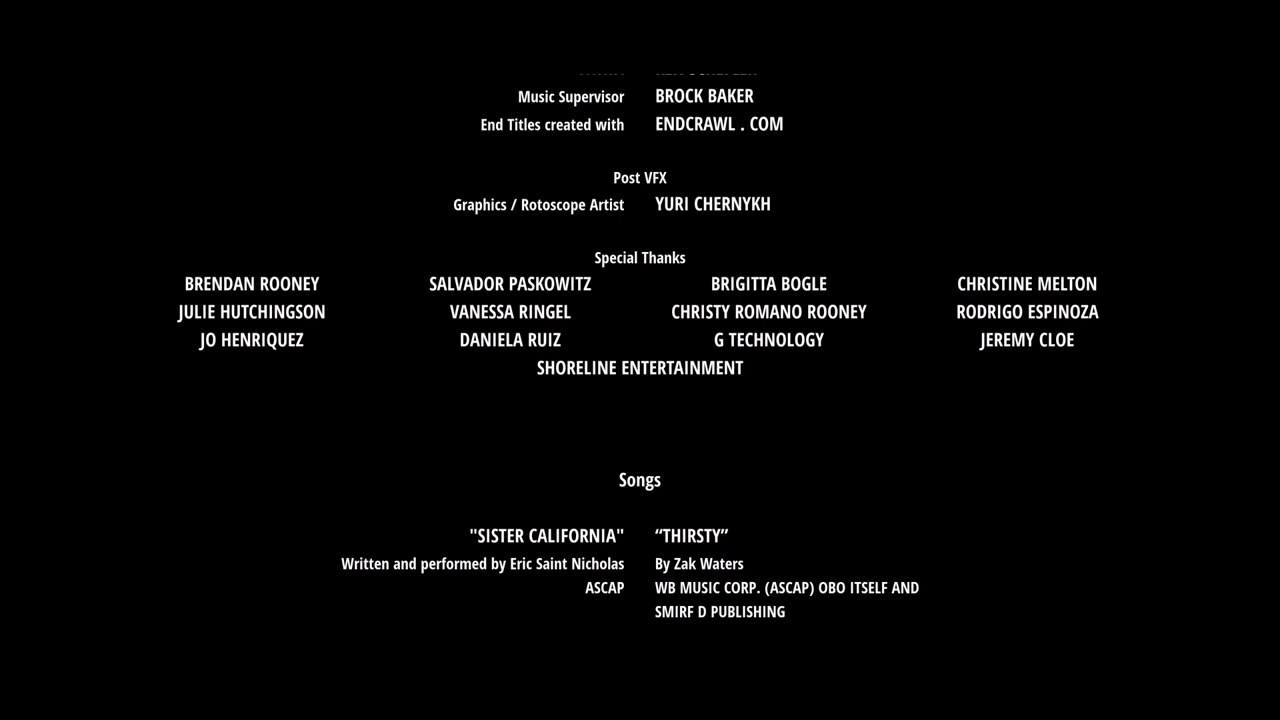 Music Supervisor BROCK BAKER
End Titles created with ENDCRAWL . COM
Post VFX
Graphics / Rotoscope Artist YURI CHERNYKH
Special Thanks
BRENDAN ROONEY SALVADOR PASKOWITZ BRIGITTA BOGLE CHRISTINE MELTON
JULIE HUTCHINGSON VANESSA RINGEL CHRISTY ROMANO ROONEY RODRIGO ESPINOZA
JO HENRIQUEZ DANIELA RUIZ G TECHNOLOGY JEREMY CLOE
SHORELINE ENTERTAINMENT
Songs
"SISTER CALIFORNIA" “THIRSTY”
Written and performed by Eric Saint Nicholas By Zak Waters
ASCAP WB MUSIC CORP. (ASCAP) OBO ITSELF AND
SMIRF D PUBLISHING